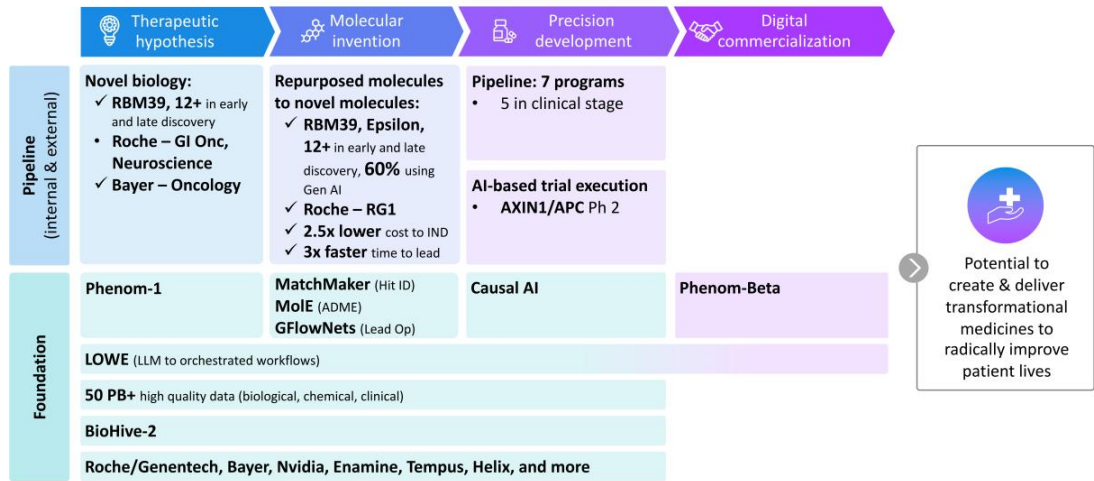 Therapeutic
hypothesis
Molecular
invention
Precision
development
Digital
commercialization
Pipeline
(internal & external)
Novel biology:
✓ RBM39, 12+ in early
and late discovery
• Roche – GI Onc,
Neuroscience
✓ Bayer – Oncology
Repurposed molecules
to novel molecules:
✓ RBM39, Epsilon,
12+ in early and late
discovery, 60% using
Gen AI
✓ Roche – RG1
✓ 2.5x lower cost to IND
✓ 3x faster time to lead
Pipeline: 7 programs
• 5 in clinical stage
AI-based trial execution
• AXIN1/APC Ph 2
Foundation
Phenom-1
MatchMaker (Hit ID)
MolE (ADME)
GFlowNets (Lead Op)
Causal AI
Phenom-Beta
LOWE (LLM to orchestrated workflows)
50 PB+ high quality data (biological, chemical, clinical)
BioHive-2
Roche/Genentech, Bayer, Nvidia, Enamine, Tempus, Helix, and more
Potential to
create & deliver
transformational
medicines to
radically improve
patient lives